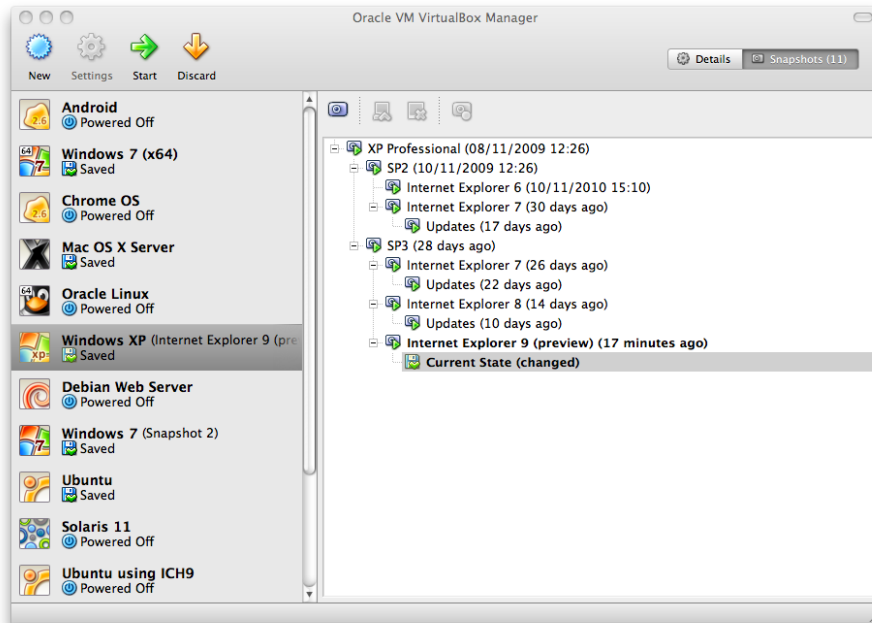 Oracle VM VirtualBox Manager
New Settings Start Discard
Details Snapshots (11)
Android
Powered Off
Windows 7 (x64)
Saved
Chrome OS
Powered Off
Mac OS X Server
Saved
Oracle Linux
Powered Off
Windows XP (Internet Explorer 9 (pre
Saved
Debian Web Server
Powered Off
Windows 7 (Snapshot 2)
Saved
Ubuntu
Saved
Solaris 11
Powered Off
Ubuntu using ICH9
Powered Off
XP Professional (08/11/2009 12:26)
SP2 (10/11/2009 12:26)
Internet Explorer 6 (10/11/2010 15:10)
Internet Explorer 7 (30 days ago)
Updates (17 days ago)
SP3 (28 days ago)
Internet Explorer 7 (26 days ago)
Updates (22 days ago)
Internet Explorer 8 (14 days ago)
Updates (10 days ago)
Internet Explorer 9 (preview) (17 minutes ago)
Current State (changed)